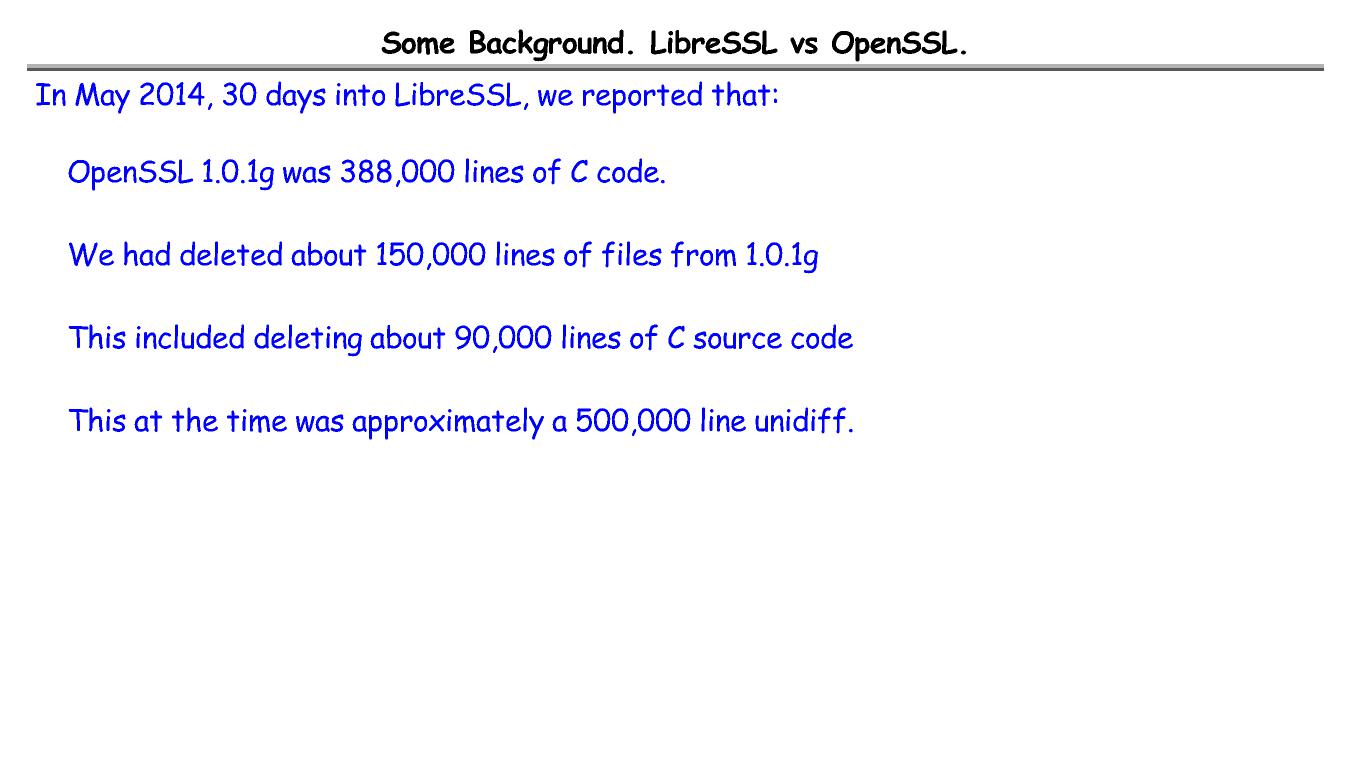 Some Background. LibreSSL vs OpenSSL.
In May 2014, 30 days into LibreSSL, we reported that:
OpenSSL 1.0.1g was 388,000 lines of C code.
We had deleted about 150,000 lines of files from 1.0.1g
This included deleting about 90,000 lines of C source code
This at the time was approximately a 500,000 line unidiff.